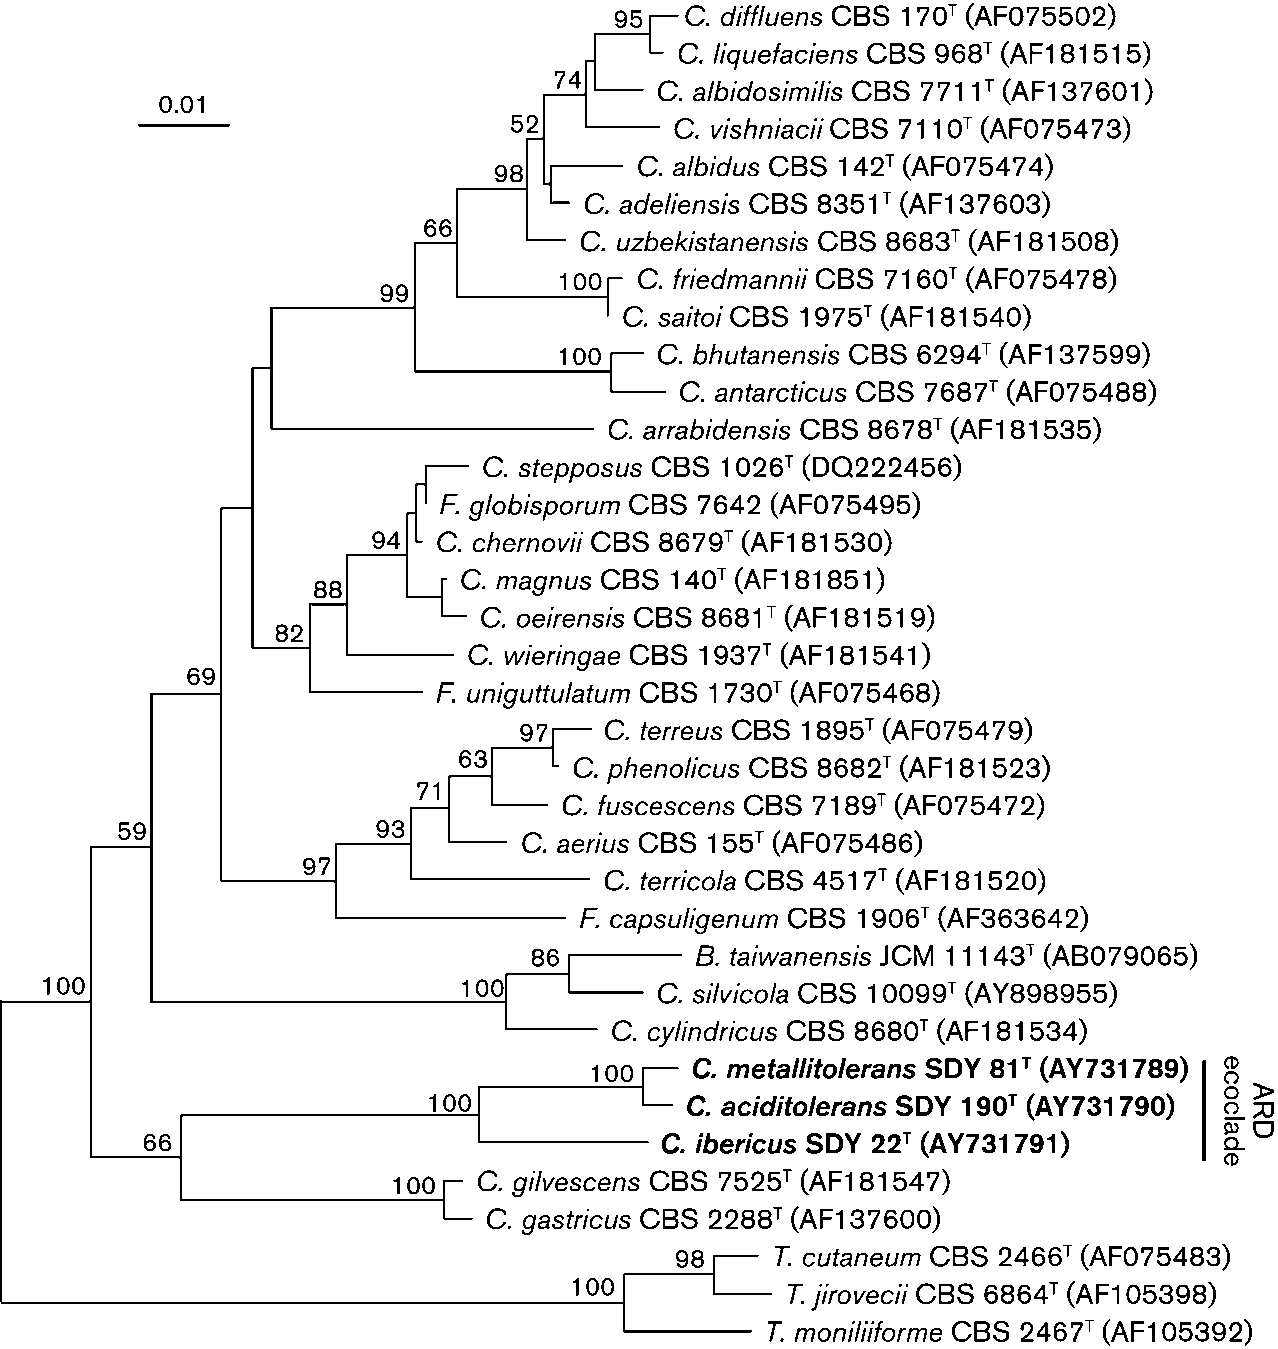 0.01
95
C. diffluens CBS 170ᵀ (AF075502)
C. liquefaciens CBS 968ᵀ (AF181515)
74
C. albidosimilis CBS 7711ᵀ (AF137601)
C. vishniacii CBS 7110ᵀ (AF075473)
52
C. albidus CBS 142ᵀ (AF075474)
98
C. adeliensis CBS 8351ᵀ (AF137603)
66
C. uzbekistanensis CBS 8683ᵀ (AF181508)
100
C. friedmannii CBS 7160ᵀ (AF075478)
99
C. saitoi CBS 1975ᵀ (AF181540)
100
C. bhutanensis CBS 6294ᵀ (AF137599)
C. antarcticus CBS 7687ᵀ (AF075488)
C. arrabidensis CBS 8678ᵀ (AF181535)
C. stepposus CBS 1026ᵀ (DQ222456)
F. globisporum CBS 7642 (AF075495)
94
C. chernovii CBS 8679ᵀ (AF181530)
C. magnus CBS 140ᵀ (AF181851)
88
C. oeirensis CBS 8681ᵀ (AF181519)
82
C. wieringae CBS 1937ᵀ (AF181541)
69
F. uniguttulatum CBS 1730ᵀ (AF075468)
97
C. terreus CBS 1895ᵀ (AF075479)
63
C. phenolicus CBS 8682ᵀ (AF181523)
71
C. fuscescens CBS 7189ᵀ (AF075472)
59
93
C. aerius CBS 155ᵀ (AF075486)
97
C. terricola CBS 4517ᵀ (AF181520)
F. capsuligenum CBS 1906ᵀ (AF363642)
86
B. taiwanensis JCM 11143ᵀ (AB079065)
100
100
C. silvicola CBS 10099ᵀ (AY898955)
C. cylindricus CBS 8680ᵀ (AF181534)
100
C. metallitolerans SDY 81ᵀ (AY731789)
100
C. aciditolerans SDY 190ᵀ (AY731790)
66
C. ibericus SDY 22ᵀ (AY731791)
ARD
ecoclade
100
C. gilvescens CBS 7525ᵀ (AF181547)
C. gastricus CBS 2288ᵀ (AF137600)
98
T. cutaneum CBS 2466ᵀ (AF075483)
100
T. jirovecii CBS 6864ᵀ (AF105398)
T. moniliiforme CBS 2467ᵀ (AF105392)